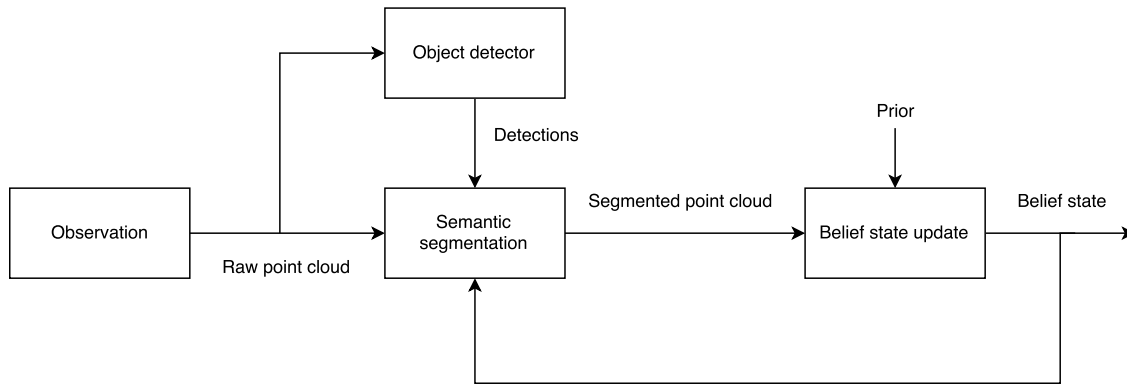 Object detector
Detections
Prior
Observation
Raw point cloud
Semantic
segmentation
Segmented point cloud
Belief state update
Belief state